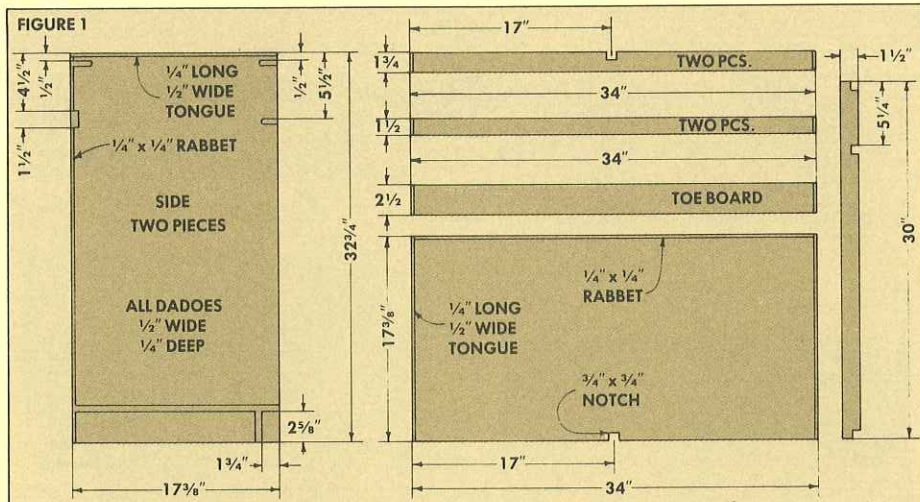 FIGURE 1
4½"
½"
1½"
¼" LONG
½" WIDE
TONGUE
½"
5½"
¼" x ¼" RABBET
SIDE
TWO PIECES
ALL DADOES
½" WIDE
¼" DEEP
32¾"
2⅝"
1¾"
17⅜"
17"
1¾
TWO PCS.
34"
1½
TWO PCS.
34"
2½
TOE BOARD
17⅜"
¼" x ¼"
RABBET
¼" LONG
½" WIDE
TONGUE
¾" x ¾"
NOTCH
17"
34"
1½"
5¼"
30"